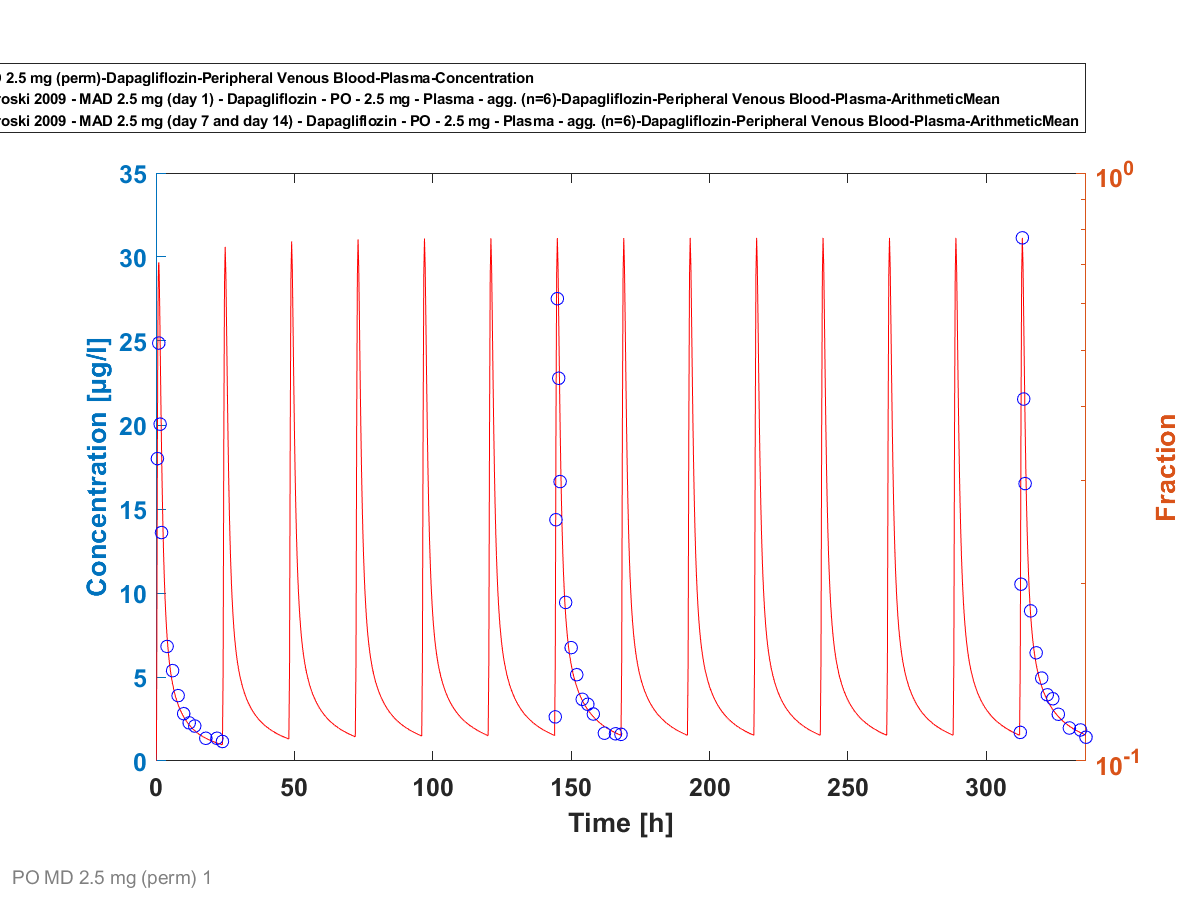 2.5 mg (perm)-Dapagliflozin-Peripheral Venous Blood-Plasma-Concentration
2009 - MAD 2.5 mg (day 1) - Dapagliflozin - PO - 2.5 mg - Plasma - agg. (n=6)-Dapagliflozin-Peripheral Venous Blood-Plasma-ArithmeticMean
2009 - MAD 2.5 mg (day 7 and day 14) - Dapagliflozin - PO - 2.5 mg - Plasma - agg. (n=6)-Dapagliflozin-Peripheral Venous Blood-Plasma-ArithmeticMean
35
30
25
20
15
10
5
0
Concentration [µg/l]
10^0
10^-1
Fraction
0 50 100 150 200 250 300
Time [h]
PO MD 2.5 mg (perm) 1